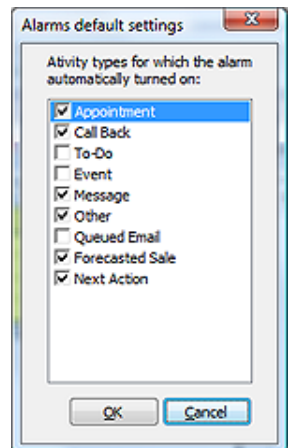 Alarms default settings
Ativity types for which the alarm
automatically turned on:
Appointment
Call Back
To-Do
Event
Message
Other
Queued Email
Forecasted Sale
Next Action
OK Cancel